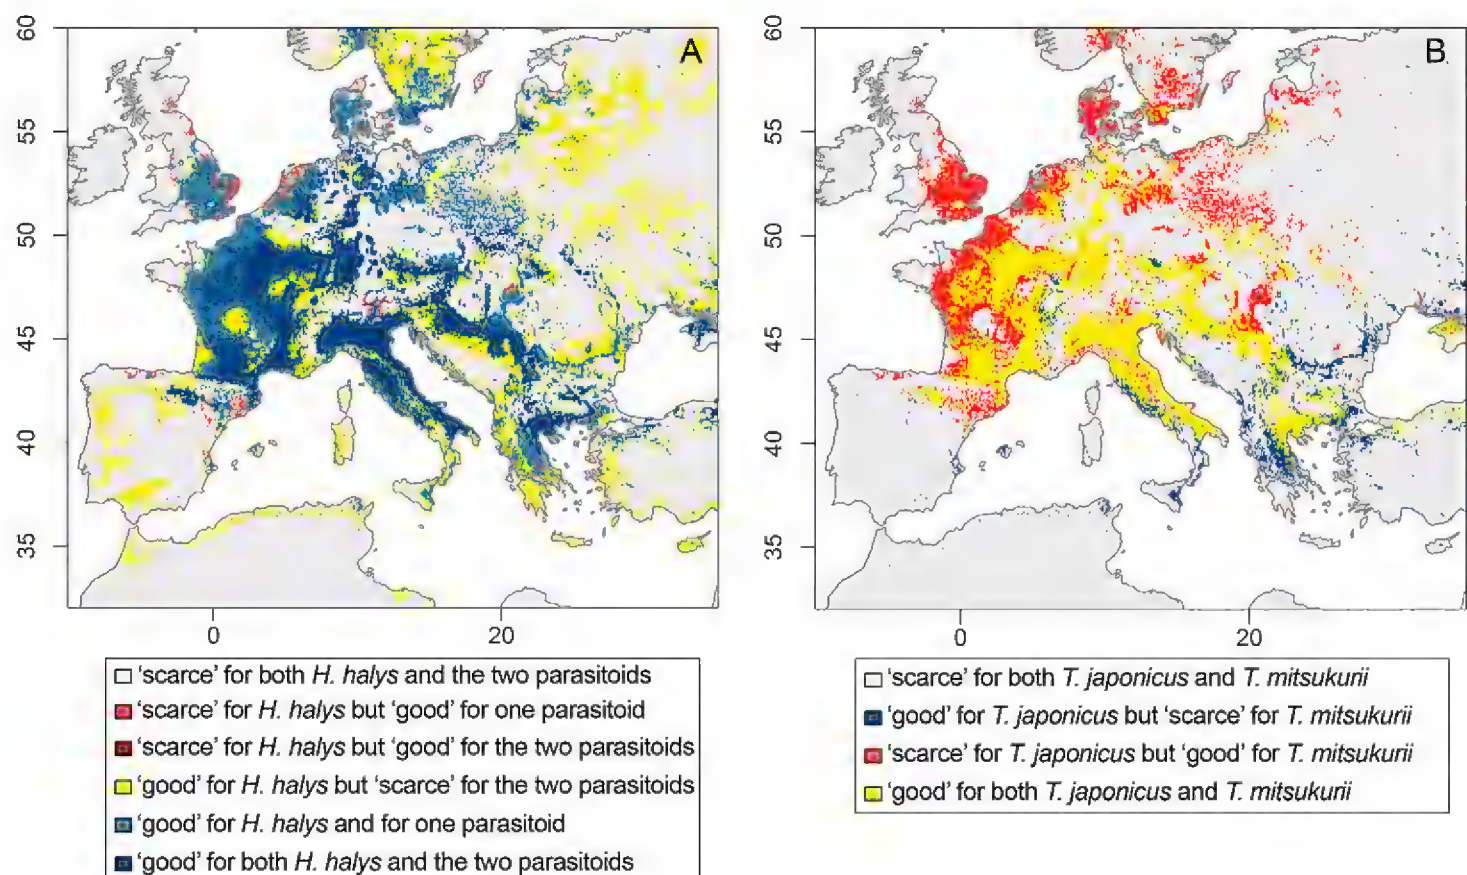 A
60
55
50
45
40
35
0
20
'scarce' for both H. halys and the two parasitoids
'scarce' for H. halys but 'good' for one parasitoid
'scarce' for H. halys but 'good' for the two parasitoids
'good' for H. halys but 'scarce' for the two parasitoids
'good' for H. halys and for one parasitoid
'good' for both H. halys and the two parasitoids
B
60
55
50
45
40
35
0
20
'scarce' for both T. japonicus and T. mitsukurii
'good' for T. japonicus but 'scarce' for T. mitsukurii
'scarce' for T. japonicus but 'good' for T. mitsukurii
'good' for both T. japonicus and T. mitsukurii